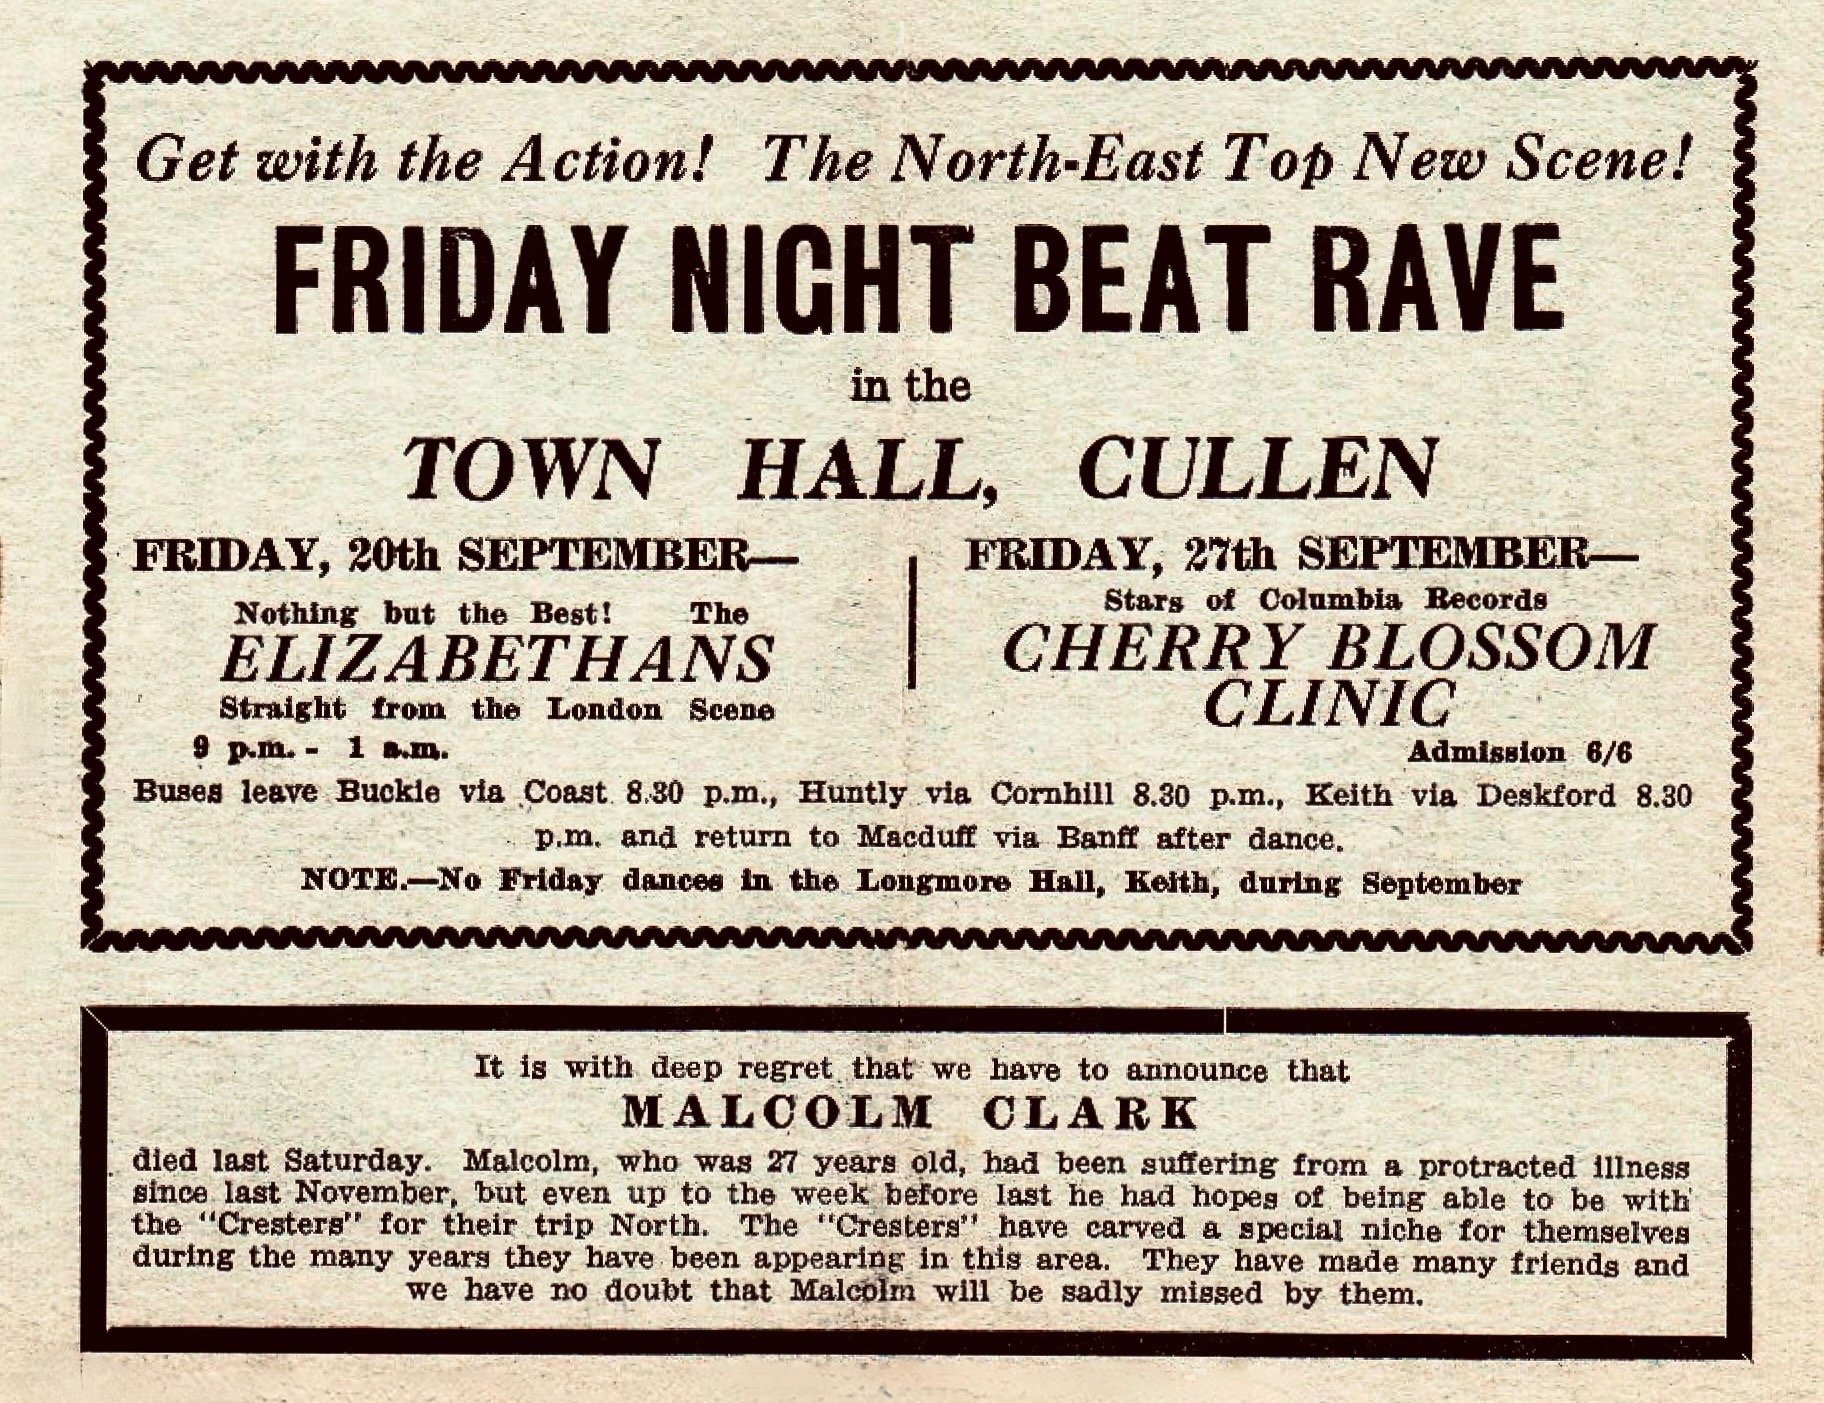 Get with the Action! The North-East Top New Scene!
FRIDAY NIGHT BEAT RAVE
in the
TOWN HALL, CULLEN
FRIDAY, 20th SEPTEMBER—
Nothing but the Best! The
ELIZABETHANS
Straight from the London Scene
9 p.m. - 1 a.m.
FRIDAY, 27th SEPTEMBER—
Stars of Columbia Records
CHERRY BLOSSOM
CLINIC
Admission 6/6
Buses leave Buckie via Coast 8.30 p.m., Huntly via Cornhill 8.30 p.m., Keith via Deskford 8.30
p.m. and return to Macduff via Banff after dance.
NOTE.—No Friday dances in the Longmore Hall, Keith, during September
It is with deep regret that we have to announce that
MALCOLM CLARK
died last Saturday. Malcolm, who was 27 years old, had been suffering from a protracted illness
since last November, but even up to the week before last he had hopes of being able to be with
the "Cresters" for their trip North. The "Cresters" have carved a special niche for themselves
during the many years they have been appearing in this area. They have made many friends and
we have no doubt that Malcolm will be sadly missed by them.